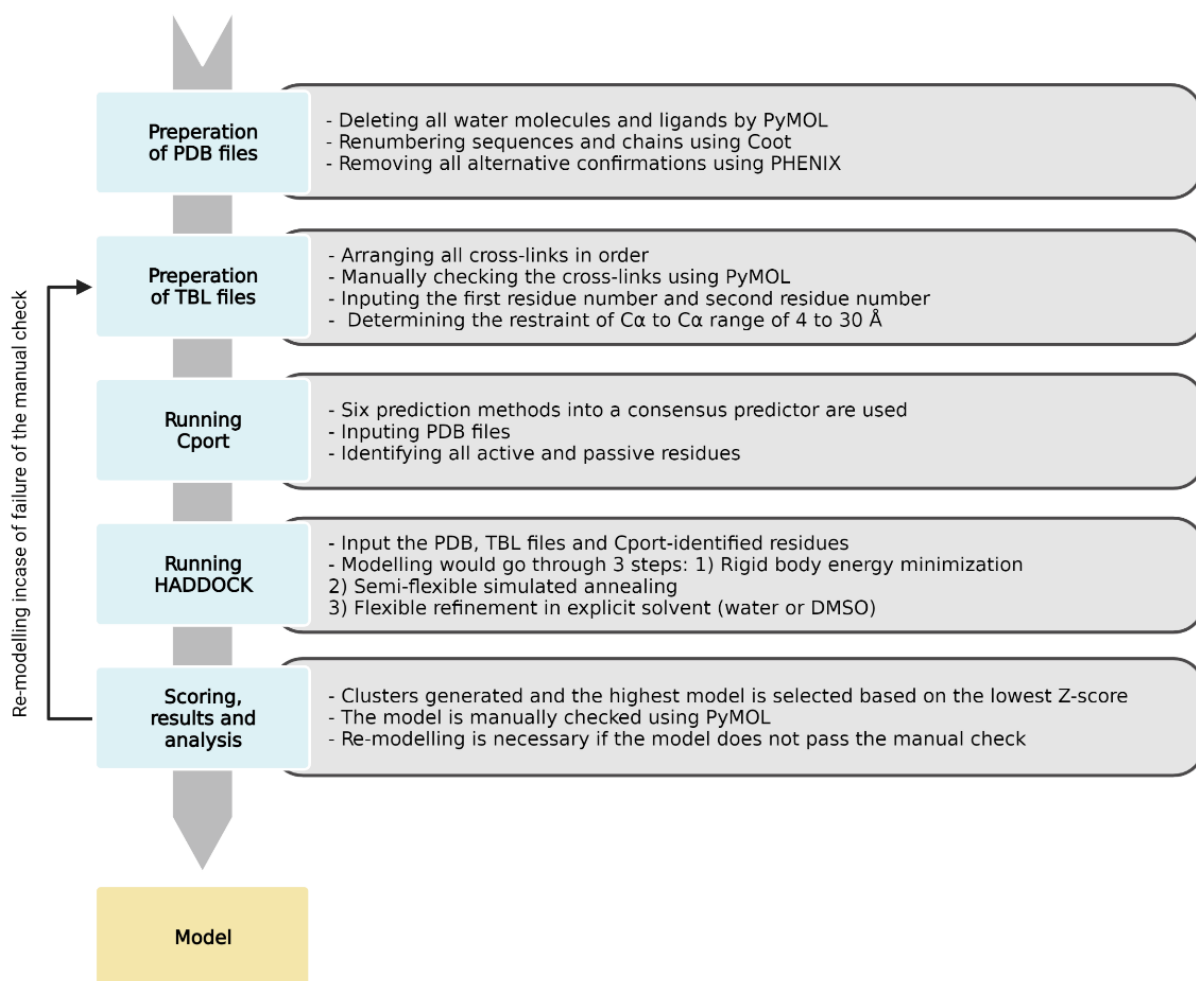 Preperation
of PDB files
- Deleting all water molecules and ligands by PyMOL
- Renumbering sequences and chains using Coot
- Removing all alternative confirmations using PHENIX
Preperation
of TBL files
- Arranging all cross-links in order
- Manually checking the cross-links using PyMOL
- Inputing the first residue number and second residue number
-  Determining the restraint of Cα to Cα range of 4 to 30 Å
Re-modelling incase of failure of the manual check
Running
Cport
- Six prediction methods into a consensus predictor are used
- Inputing PDB files
- Identifying all active and passive residues
Running
HADDOCK
- Input the PDB, TBL files and Cport-identified residues
- Modelling would go through 3 steps: 1) Rigid body energy minimization
2) Semi-flexible simulated annealing
3) Flexible refinement in explicit solvent (water or DMSO)
Scoring,
results and
analysis
- Clusters generated and the highest model is selected based on the lowest Z-score
- The model is manually checked using PyMOL
- Re-modelling is necessary if the model does not pass the manual check
Model